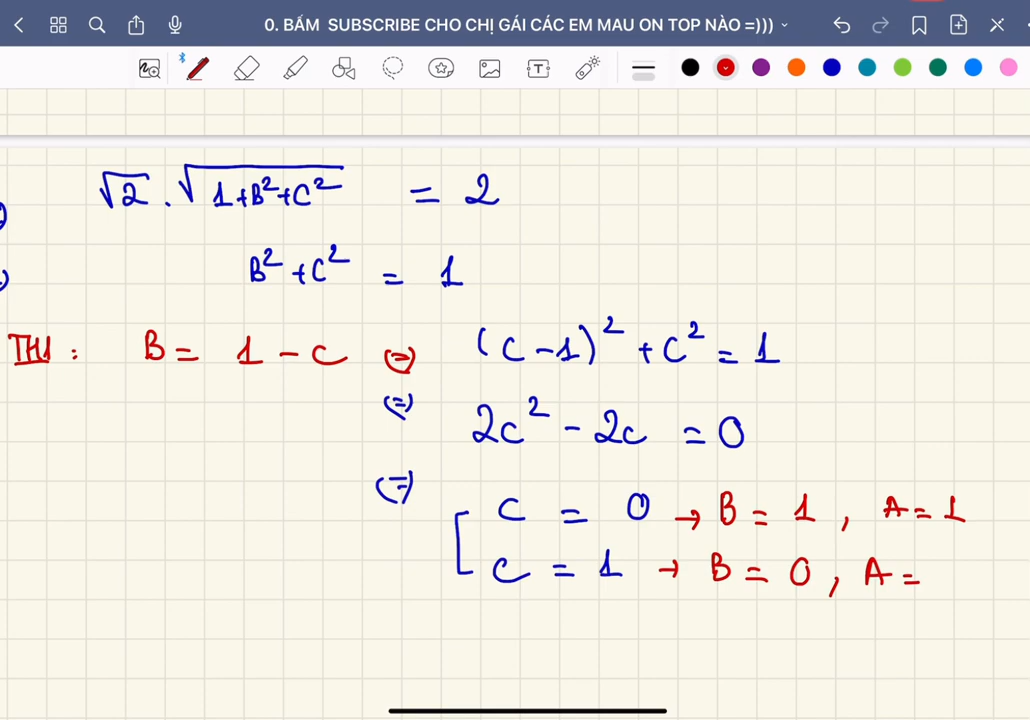 0. BẤM SUBSCRIBE CHO CHỊ GÁI CÁC EM MAU ON TOP NÀO =)))
√2 . √(1+B²+C²) = 2
B²+C² = 1
TH1 : B = 1 - C ⇔ (C-1)² + C² = 1
⇔ 2C² - 2C = 0
⇔ [ C = 0 → B = 1 , A = 1
C = 1 → B = 0 , A =